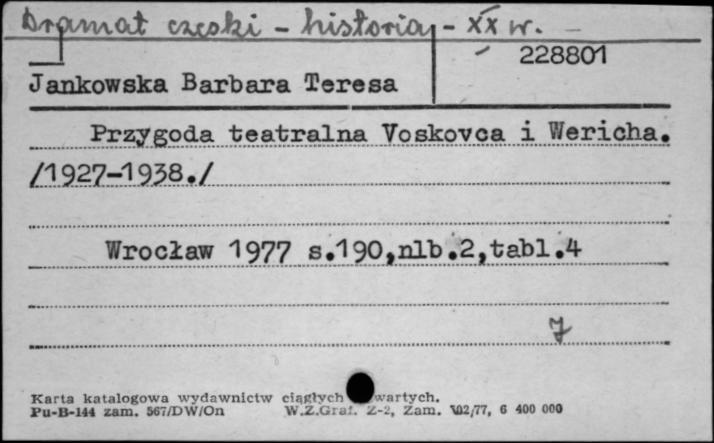 Dramat czeski - historia - XX w.
228801
Jankowska Barbara Teresa
Przygoda teatralna Voskovca i Wericha.
/1927-1938./
Wrocław 1977 s.190,nlb.2,tabl.4
Karta katalogowa wydawnictw ciągłych wartych.
Pu-B-144 zam. 567/DW/On W.Z.Graf. Z-2, Zam. 6 400 000